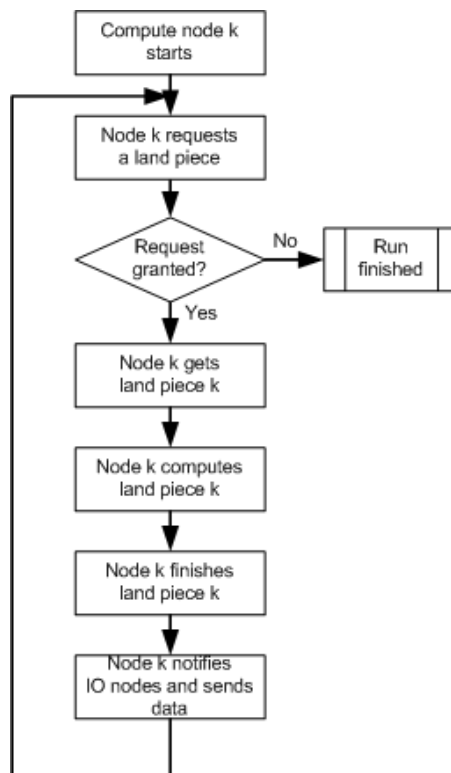 Compute node k
starts
Node k requests
a land piece
Request
granted?
No
Run
finished
Yes
Node k gets
land piece k
Node k computes
land piece k
Node k finishes
land piece k
Node k notifies
IO nodes and sends
data